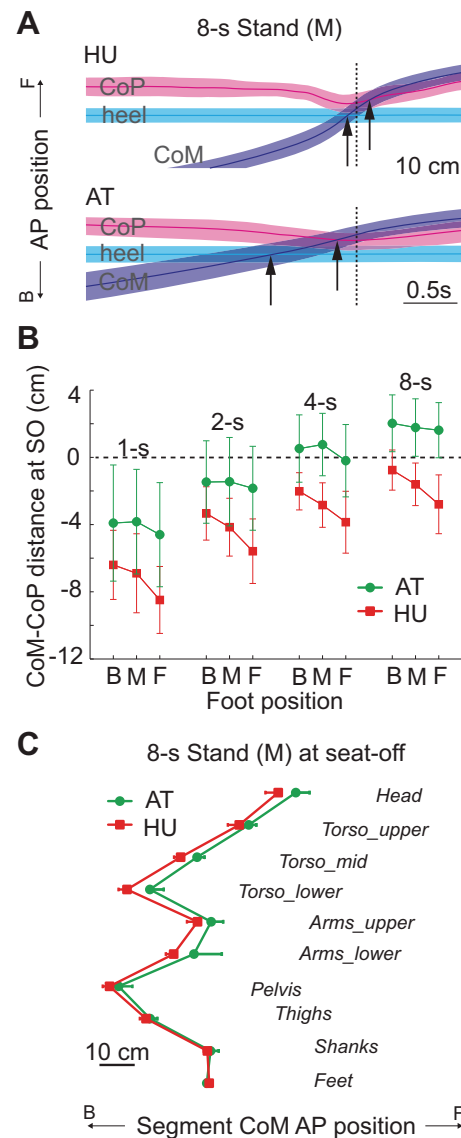 A
8-s Stand (M)
HU
CoP
heel
CoM
10 cm
AT
CoP
heel
CoM
0.5s
B ← AP position → F
B
CoM-CoP distance at SO (cm)
4
0
-4
-8
-12
1-s
2-s
4-s
8-s
AT
HU
B M F B M F B M F B M F
Foot position
C
8-s Stand (M) at seat-off
AT
HU
Head
Torso_upper
Torso_mid
Torso_lower
Arms_upper
Arms_lower
Pelvis
Thighs
Shanks
Feet
10 cm
B ← Segment CoM AP position → F